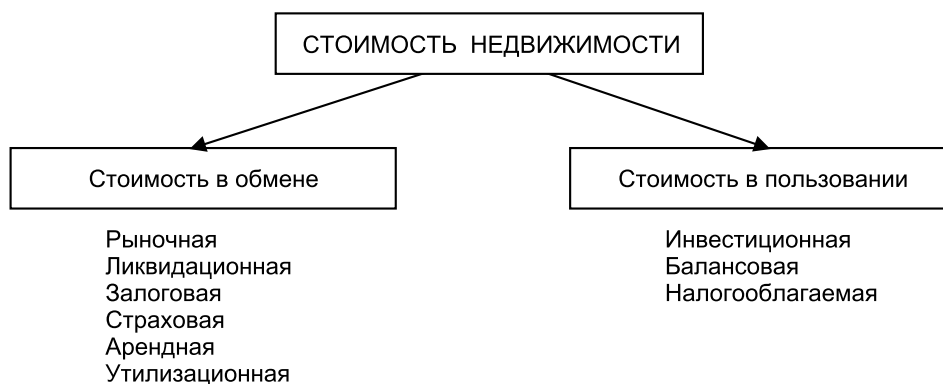 СТОИМОСТЬ НЕДВИЖИМОСТИ
Стоимость в обмене
Рыночная
Ликвидационная
Залоговая
Страховая
Арендная
Утилизационная
Стоимость в пользовании
Инвестиционная
Балансовая
Налогооблагаемая